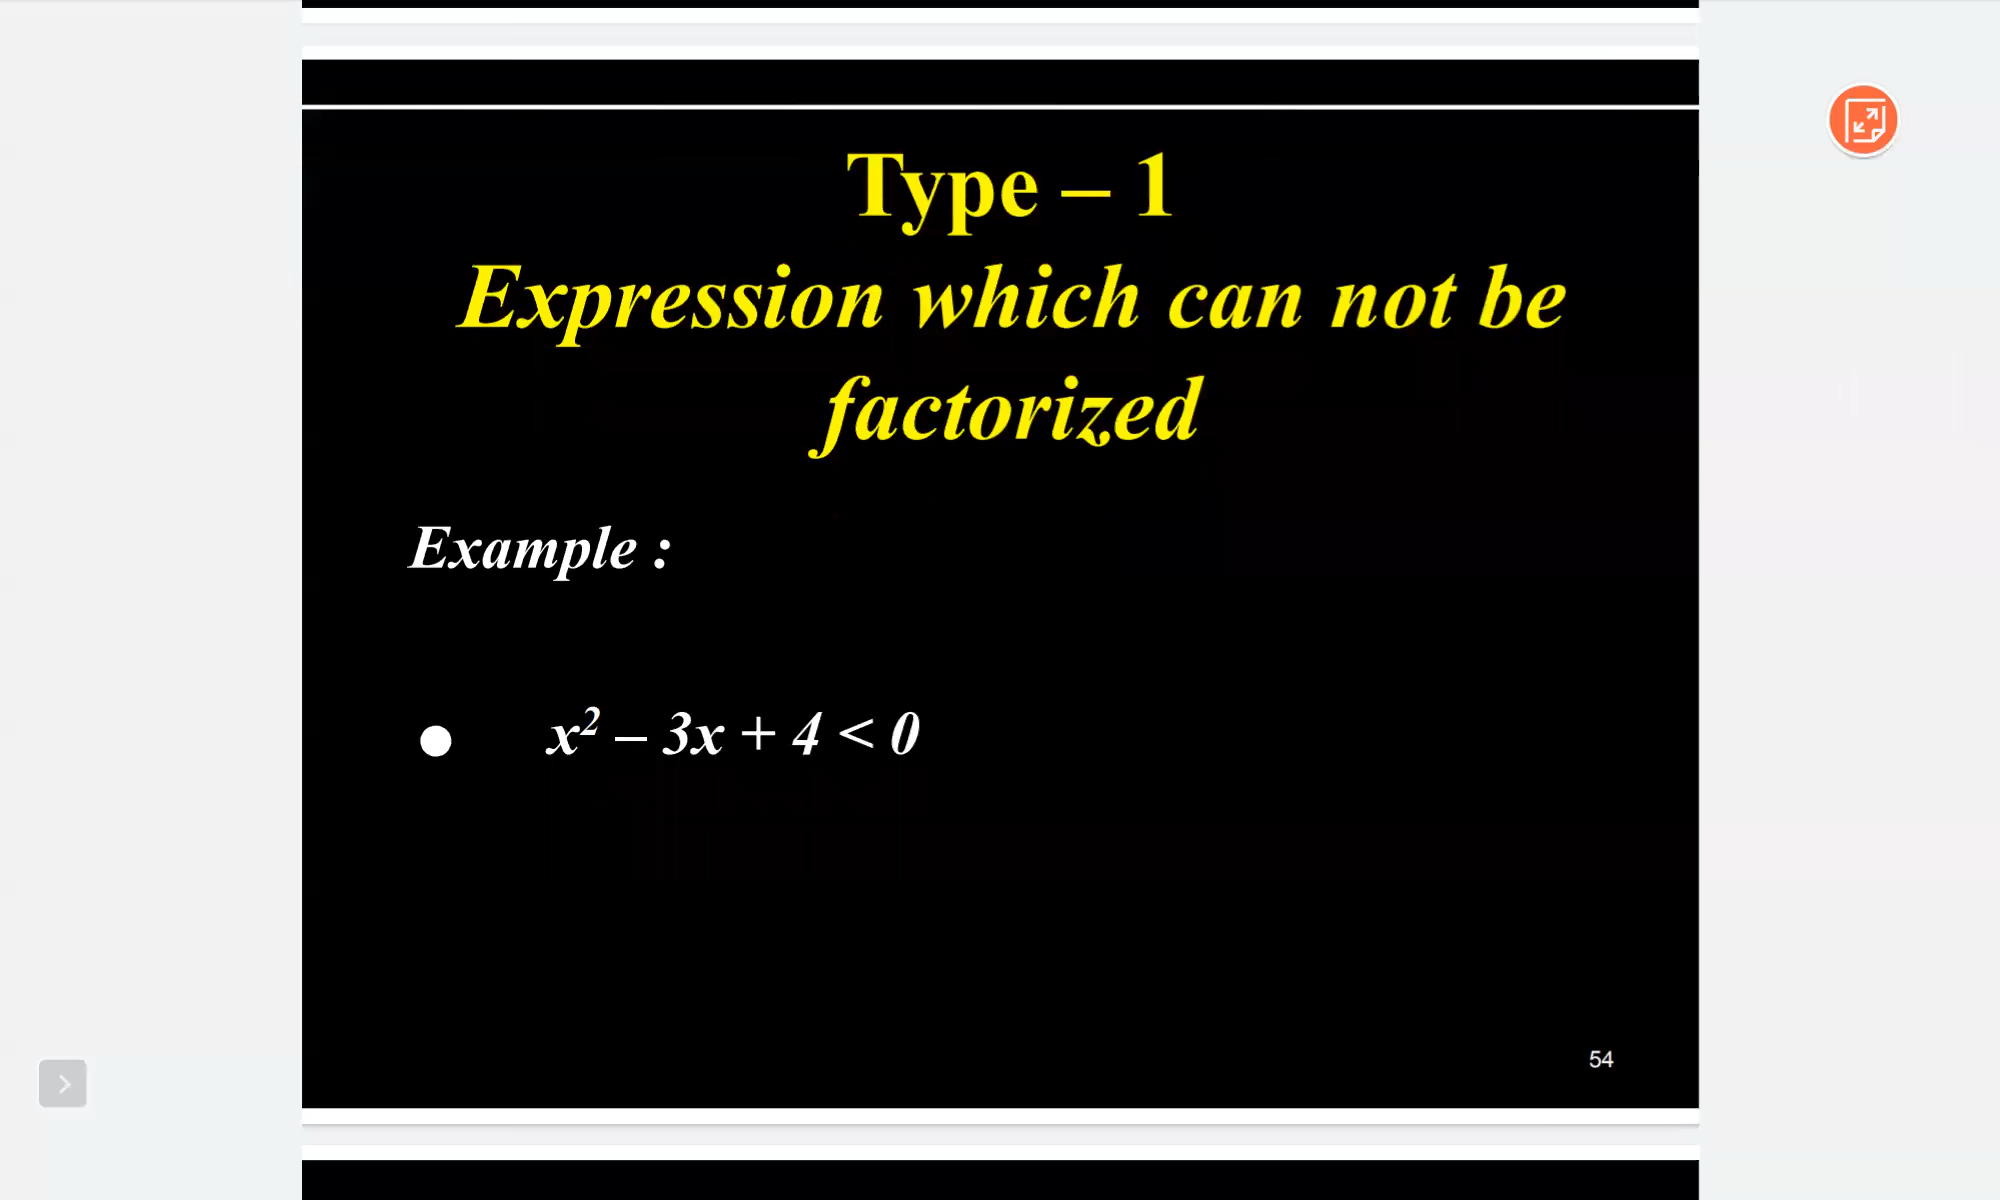 Type – 1
Expression which can not be
factorized
Example :
● x² – 3x + 4 < 0
54